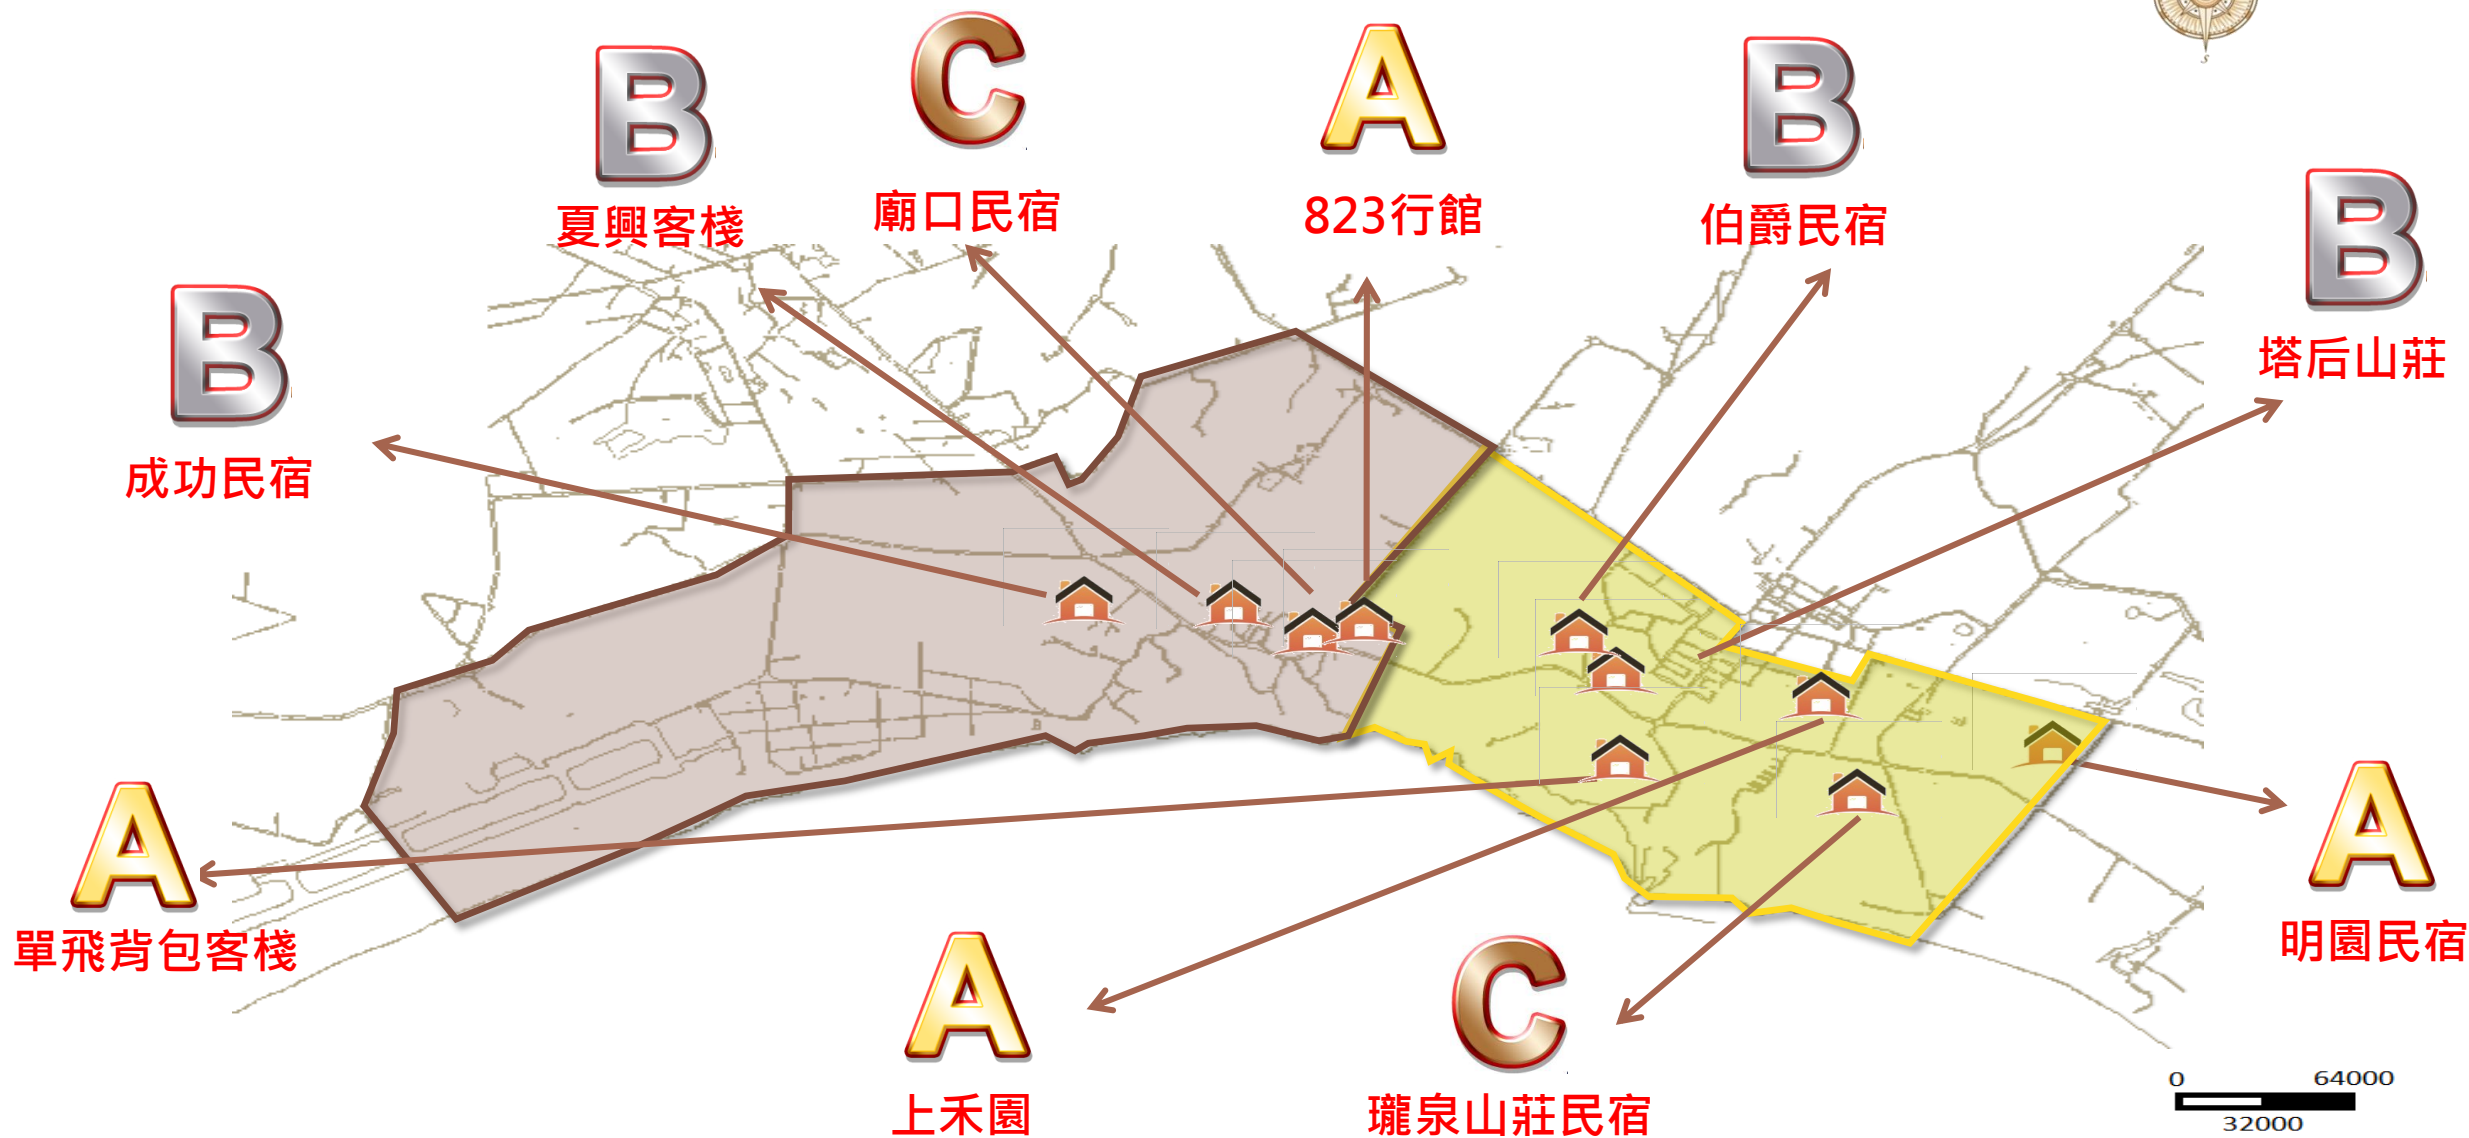 B
夏興客棧
C
廟口民宿
A
823行館
B
伯爵民宿
S
B
塔后山莊
B
成功民宿
A
單飛背包客棧
A
上禾園
C
瓏泉山莊民宿
A
明園民宿
0
64000
32000